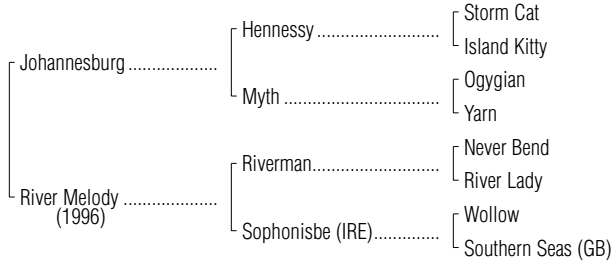 Storm Cat
Hennessy
Island Kitty
Johannesburg
Ogygian
Myth
Yarn
Never Bend
Riverman
River Lady
River Melody
(1996)
Wollow
Sophonisbe (IRE)
Southern Seas (GB)